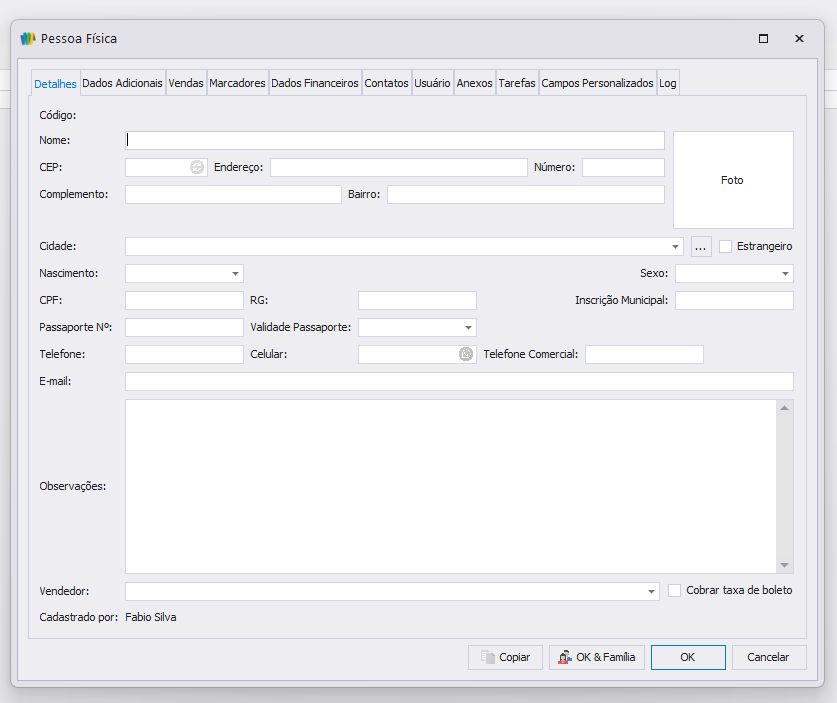 Pessoa Física
Detalhes Dados Adicionais Vendas Marcadores Dados Financeiros Contatos Usuário Anexos Tarefas Campos Personalizados Log
Código:
Nome:
CEP: Endereço: Número:
Foto
Complemento: Bairro:
Cidade: ... Estrangeiro
Nascimento: Sexo:
CPF: RG: Inscrição Municipal:
Passaporte Nº: Validade Passaporte:
Telefone: Celular: Telefone Comercial:
E-mail:
Observações:
Vendedor: Cobrar taxa de boleto
Cadastrado por: Fabio Silva
Copiar OK & Família OK Cancelar